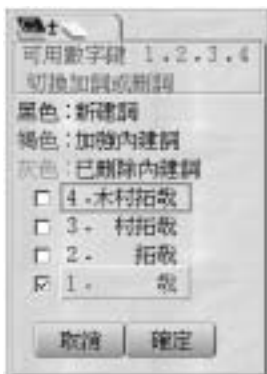 可用數字鍵 1.2.3.4
切換加詞或刪詞
黑色：新建詞
褐色：加強內建詞
灰色：已刪除內建詞
4.木村拓哉
3. 村拓哉
2. 拓哉
1. 哉
取消 確定